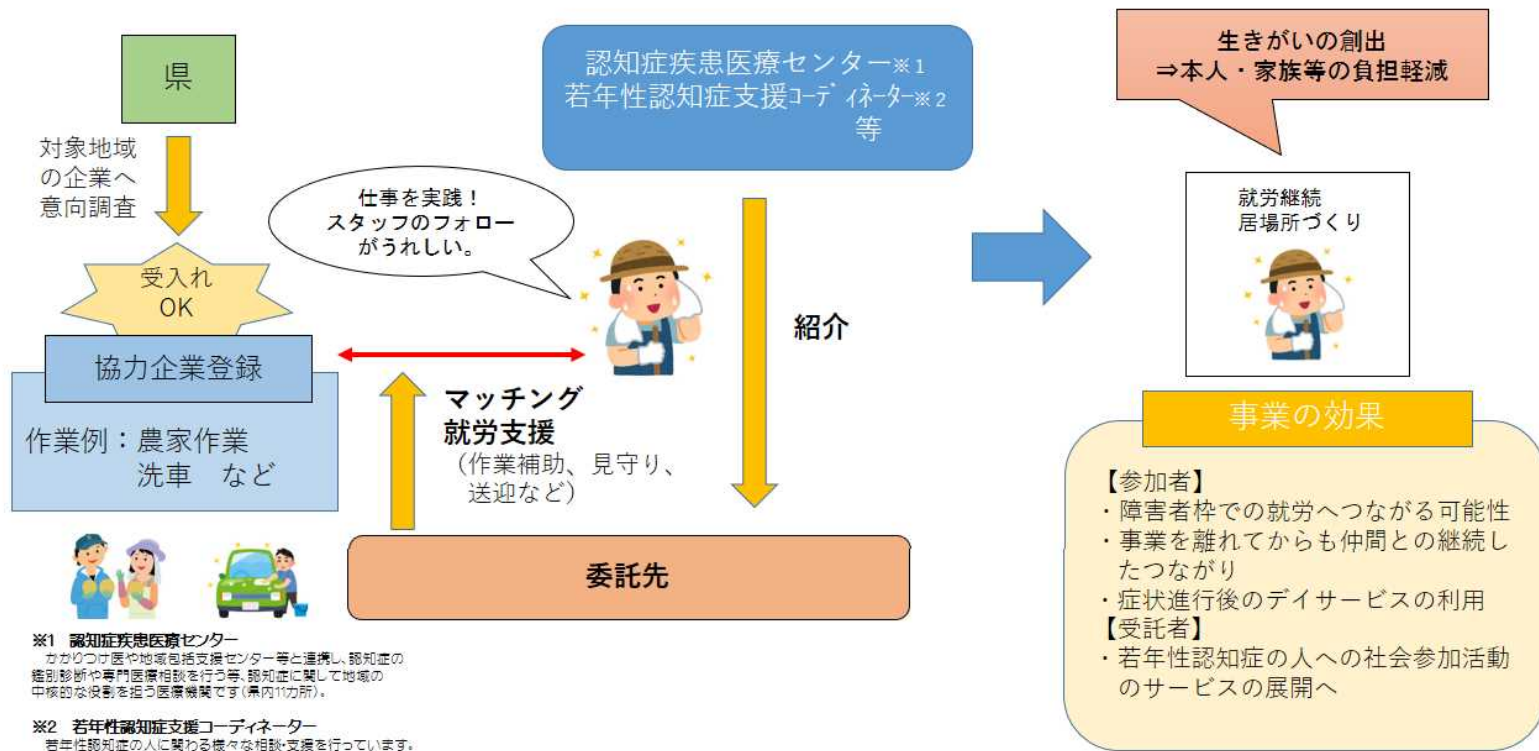 県
対象地域
の企業へ
意向調査
受入れ
OK
協力企業登録
作業例：農家作業
洗車　など
認知症疾患医療センター※1
若年性認知症支援ｺｰﾃﾞｨﾈｰﾀｰ※2
等
仕事を実践！
スタッフのフォロー
がうれしい。
紹介
マッチング
就労支援
（作業補助、見守り、
送迎など）
委託先
※1　認知症疾患医療センター
かかりつけ医や地域包括支援センター等と連携し、認知症の
鑑別診断や専門医療相談を行う等、認知症に関して地域の
中核的な役割を担う医療機関です（県内11カ所）。
※2　若年性認知症支援コーディネーター
若年性認知症の人に関わる様々な相談・支援を行っています。
生きがいの創出
⇒本人・家族等の負担軽減
就労継続
居場所づくり
事業の効果
【参加者】
・障害者枠での就労へつながる可能性
・事業を離れてからも仲間との継続し
たつながり
・症状進行後のデイサービスの利用
【受託者】
・若年性認知症の人への社会参加活動
のサービスの展開へ